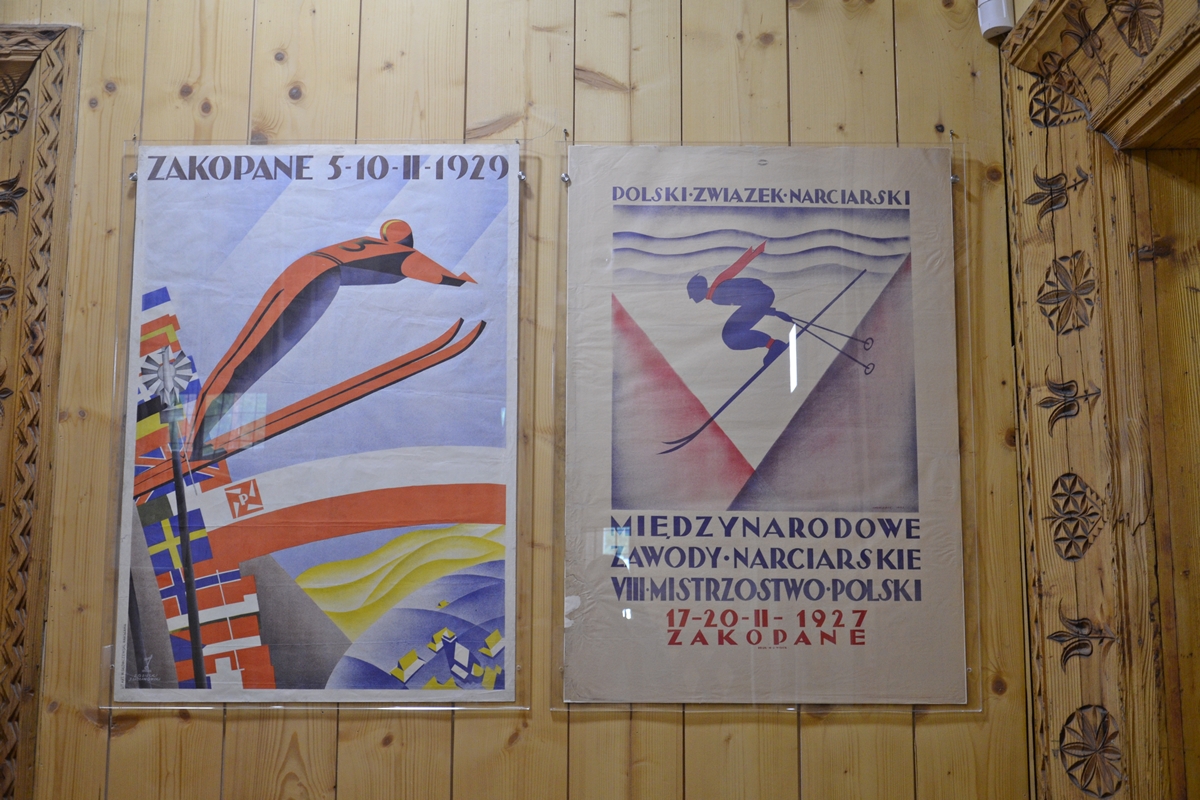 ZAKOPANE 5-10-II-1929
5
P
POLSKI·ZWIAZEK·NARCIARSKI
MIĘDZYNARODOWE
ZAWODY·NARCIARSKIE
VIII·MISTRZOSTWO·POLSKI
17-20-II-1927
ZAKOPANE